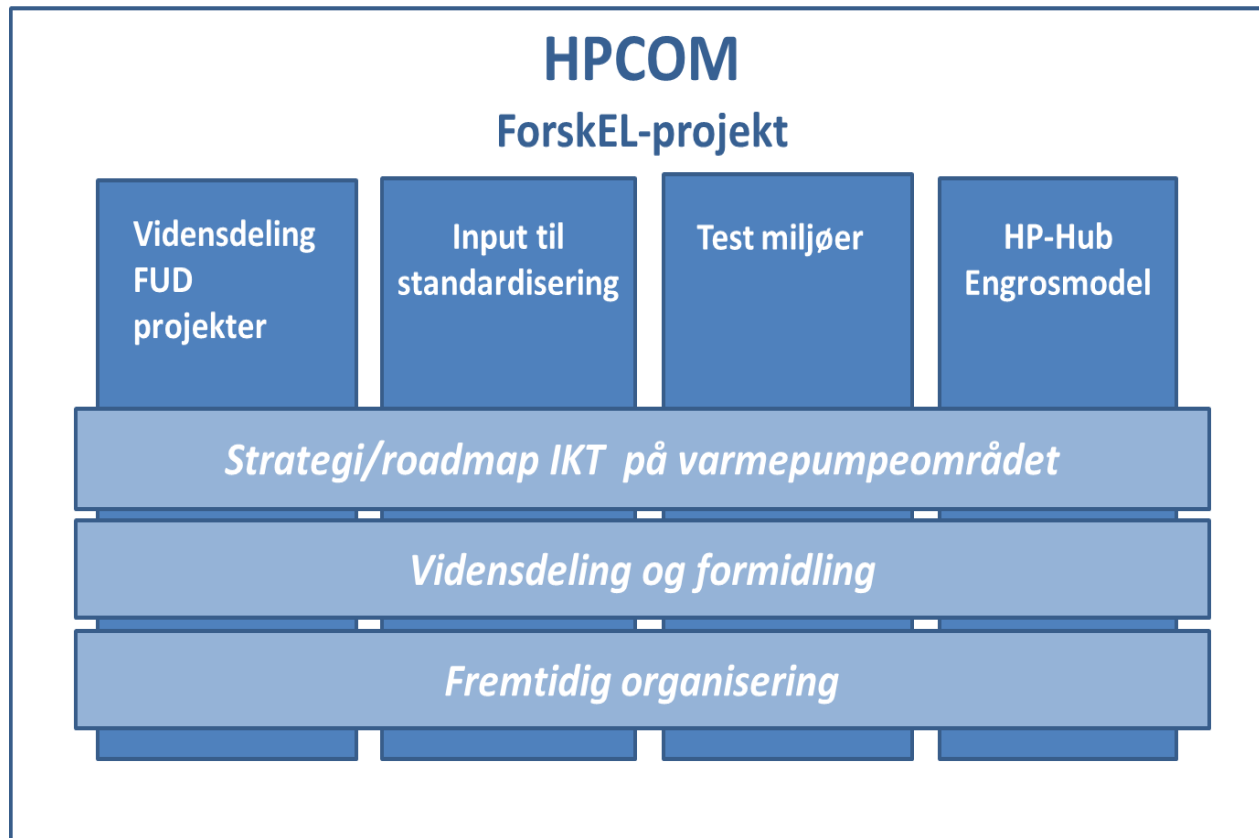 HPCOM
ForskEL-projekt
Vidensdeling
FUD
projekter
Input til
standardisering
Test miljøer
HP-Hub
Engrosmodel
Strategi/roadmap IKT på varmepumpeområdet
Vidensdeling og formidling
Fremtidig organisering